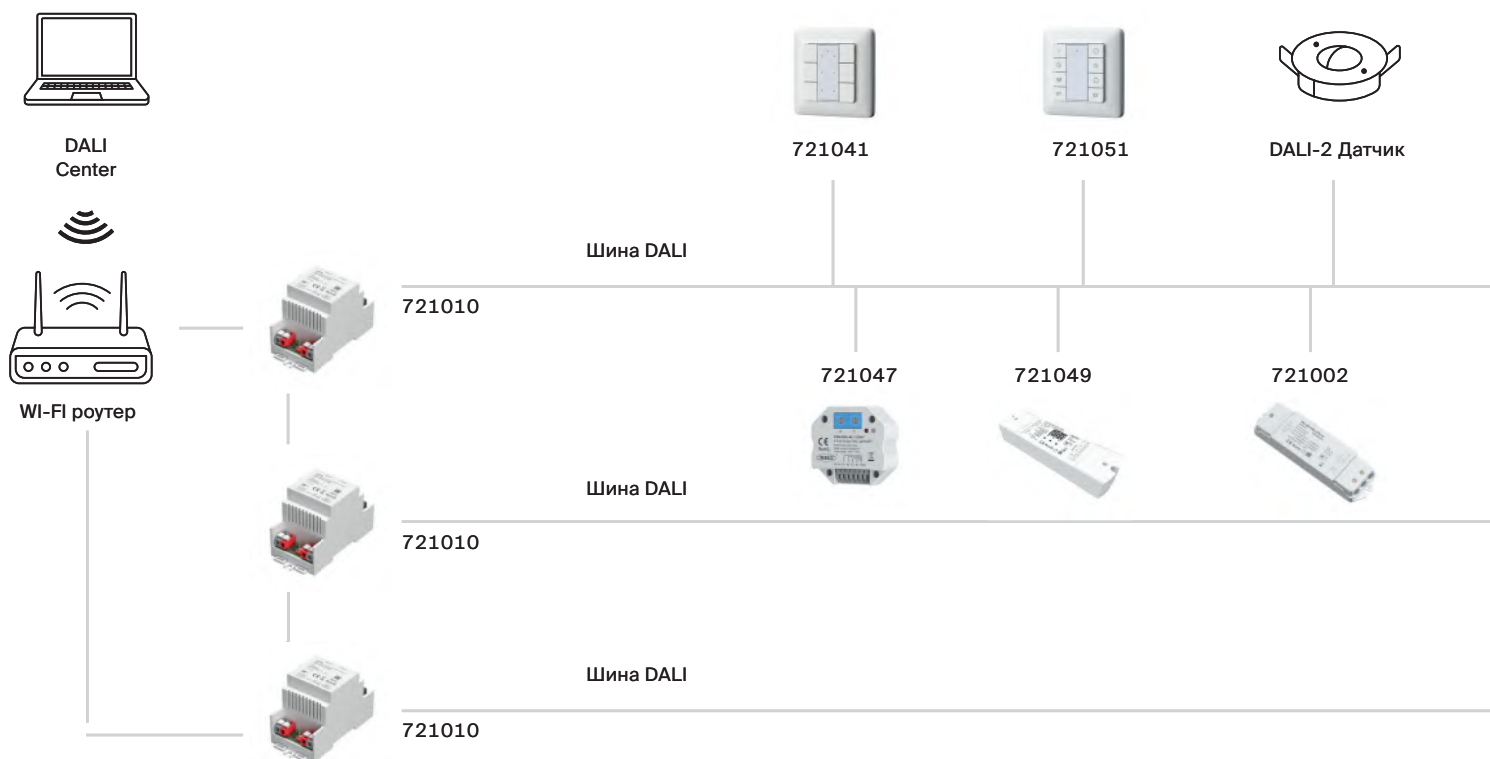 DALI
Center
721041
721051
DALI-2 Датчик
Шина DALI
721010
WI-FI роутер
721047
721049
721002
Шина DALI
721010
Шина DALI
721010